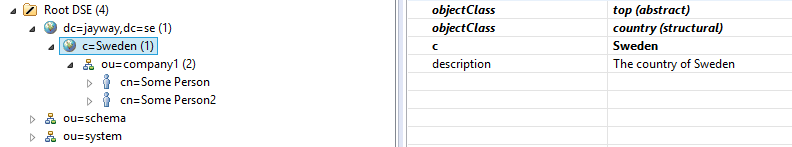 Root DSE (4)
dc=jayway,dc=se (1)
c=Sweden (1)
ou=company1 (2)
cn=Some Person
cn=Some Person2
ou=schema
ou=system
objectClass top (abstract)
objectClass country (structural)
c Sweden
description The country of Sweden